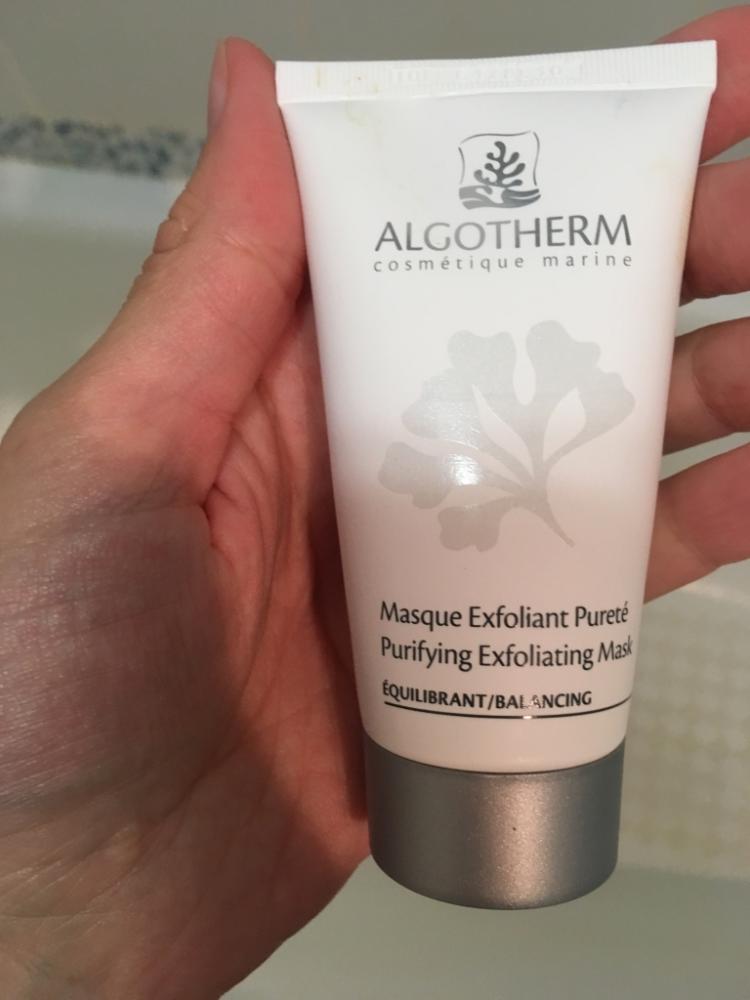 ALGOTHERM
cosmétique marine
Masque Exfoliant Pureté
Purifying Exfoliating Mask
ÉQUILIBRANT/BALANCING